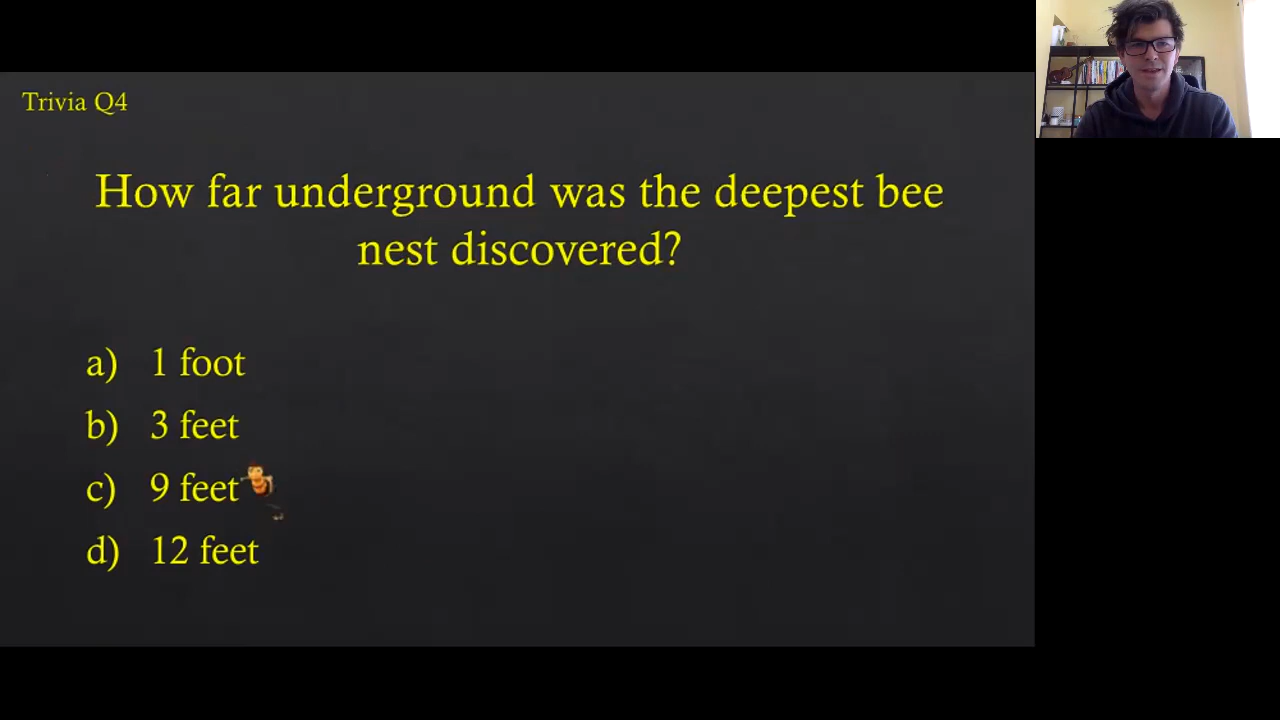 Trivia Q4
How far underground was the deepest bee
nest discovered?
a) 1 foot
b) 3 feet
c) 9 feet
d) 12 feet